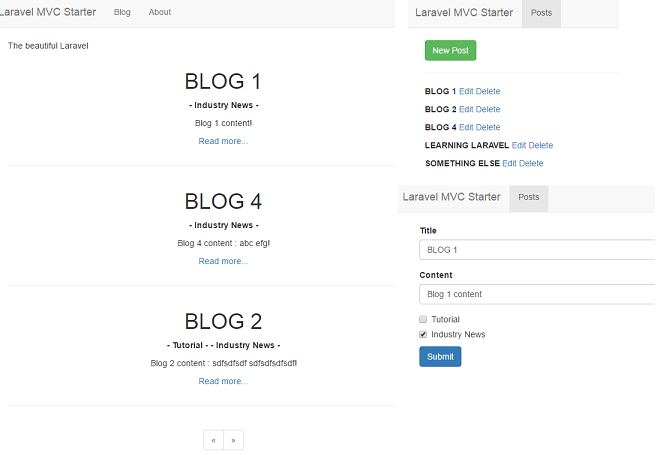 Laravel MVC Starter Blog About
The beautiful Laravel
BLOG 1
- Industry News -
Blog 1 content!
Read more...
BLOG 4
- Industry News -
Blog 4 content : abc efg!
Read more...
BLOG 2
- Tutorial - - Industry News -
Blog 2 content : sdfsdfsdf sdfsdfsdfsdf!
Read more...
« »
Laravel MVC Starter Posts
New Post
BLOG 1 Edit Delete
BLOG 2 Edit Delete
BLOG 4 Edit Delete
LEARNING LARAVEL Edit Delete
SOMETHING ELSE Edit Delete
Laravel MVC Starter Posts
Title
BLOG 1
Content
Blog 1 content
Tutorial
Industry News
Submit